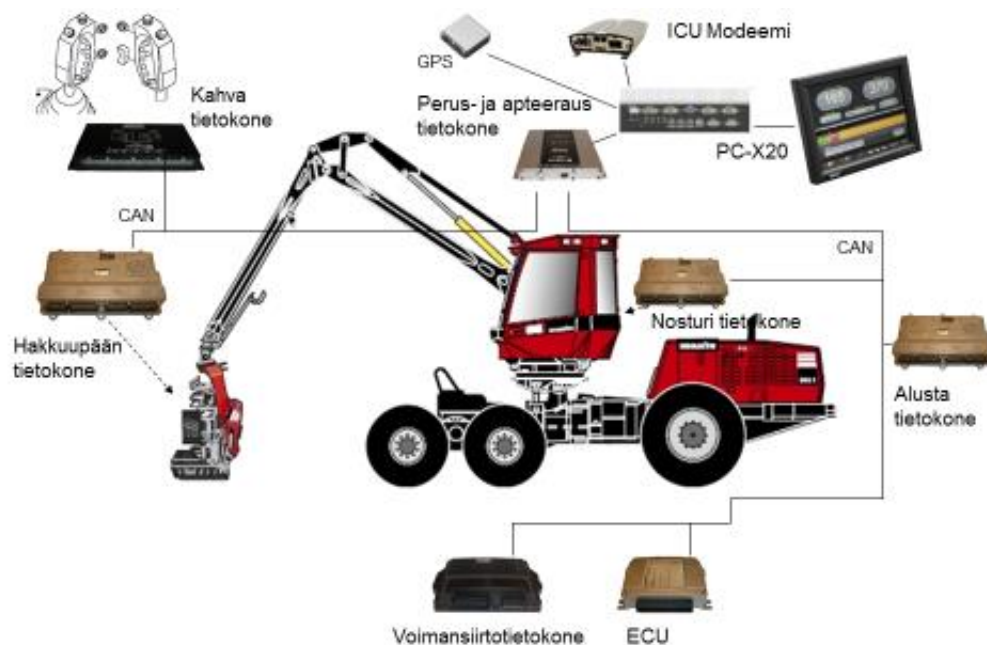 ICU Modeemi
GPS
Kahva
tietokone
Perus- ja apteeraus
tietokone
PC-X20
CAN
CAN
Nosturi tietokone
Hakkuupään
tietokone
KOMATSU
Alusta
tietokone
Voimansiirtotietokone
ECU